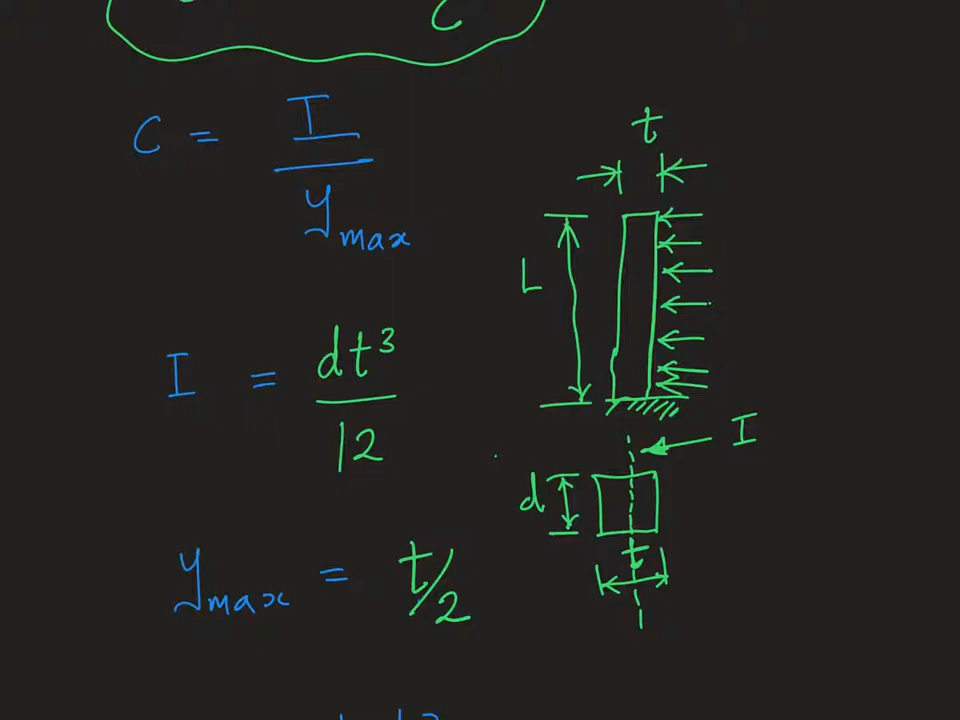 C
C = I / y_max
t
L
I = dt³ / 12
I
d
t
y_max = t/2